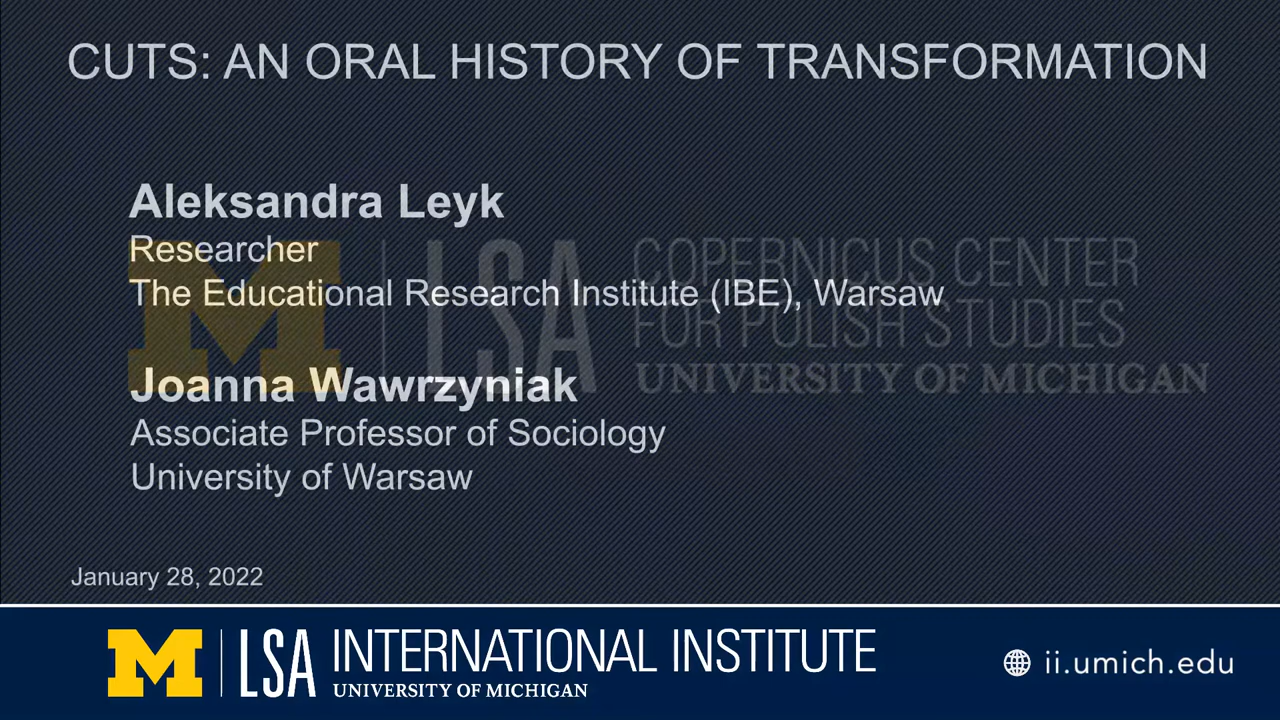 CUTS: AN ORAL HISTORY OF TRANSFORMATION
Aleksandra Leyk
Researcher
The Educational Research Institute (IBE), Warsaw
M LSA COPERNICUS CENTER
FOR POLISH STUDIES
UNIVERSITY OF MICHIGAN
Joanna Wawrzyniak
Associate Professor of Sociology
University of Warsaw
January 28, 2022
M LSA INTERNATIONAL INSTITUTE
UNIVERSITY OF MICHIGAN
ii.umich.edu